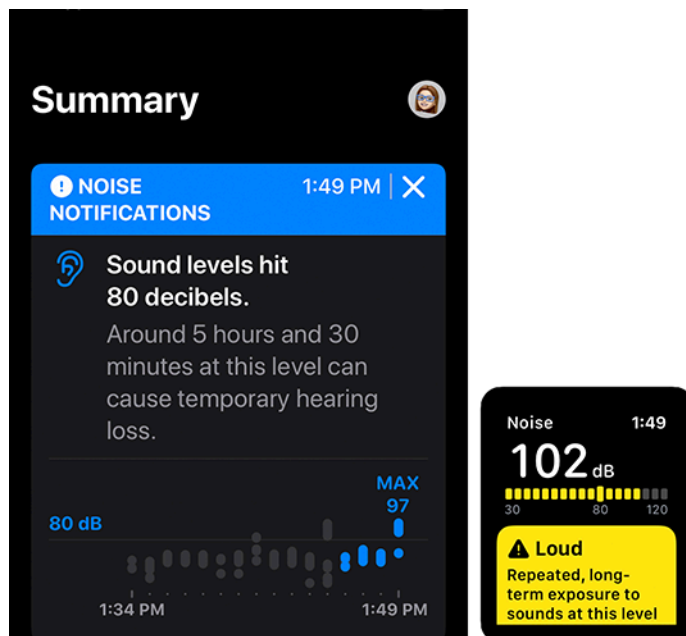 Summary
NOISE 1:49 PM
NOTIFICATIONS
Sound levels hit
80 decibels.
Around 5 hours and 30
minutes at this level can
cause temporary hearing
loss.
MAX
97
80 dB
1:34 PM 1:49 PM
Noise 1:49
102 dB
30 80 120
Loud
Repeated, long-
term exposure to
sounds at this level